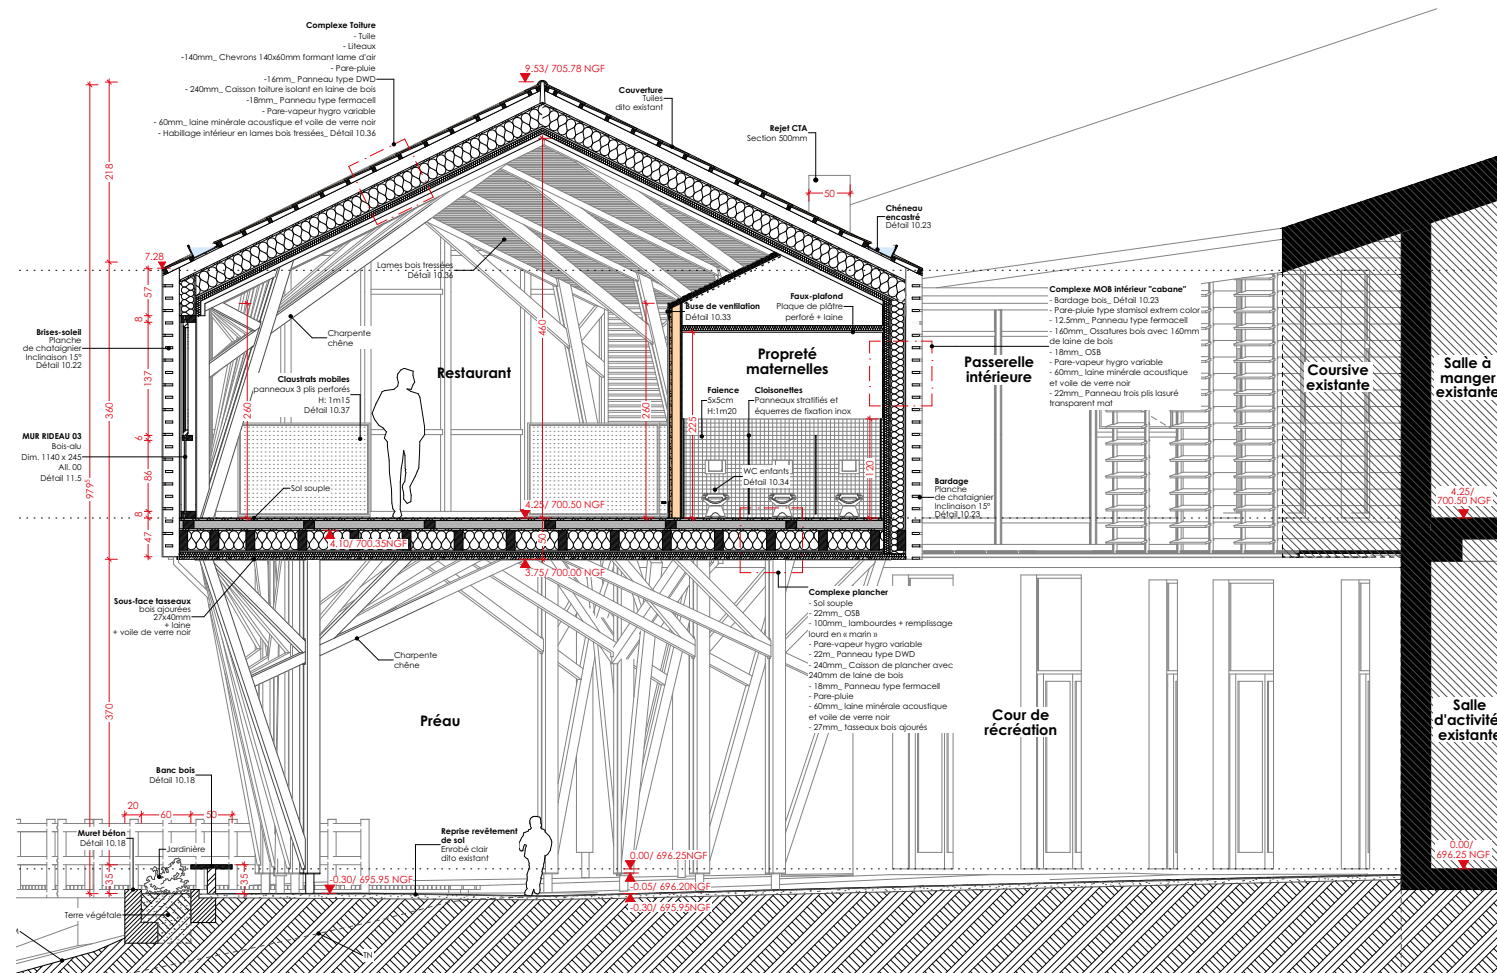 Complexe Toiture
- Tuile
- Liteaux
-140mm_ Chevrons 140x60mm formant lame d'air
- Pare-pluie
-16mm_ Panneau type DWD
- 240mm_ Caisson toiture isolant en laine de bois
-18mm_ Panneau type fermacell
- Pare-vapeur hygro variable
- 60mm_ laine minérale acoustique et voile de verre noir
- Habillage intérieur en lames bois tressées_ Détail 10.36
9.53/ 705.78 NGF
Couverture
Tuiles
dito existant
Rejet CTA
Section 500mm
50
Chéneau
encastré
Détail 10.23
218
7.28
57
8
137
6
86
8
47
360
979⁵
370
35
Brises-soleil
Planche
de chataignier
Inclinaison 15°
Détail 10.22
MUR RIDEAU 03
Bois-alu
Dim. 1140 x 245
All. 00
Détail 11.5
Lames bois tressées
Détail 10.36
Charpente
chêne
Claustrats mobiles
panneaux 3 plis perforés
H: 1m15
Détail 10.37
260
460
Restaurant
Sol souple
4.25/ 700.50 NGF
4.10/ 700.35NGF
50
3.75/ 700.00 NGF
260
Buse de ventilation
Détail 10.33
Faux-plafond
Plaque de plâtre
perforé + laine
Propreté
maternelles
Faience
5x5cm
H:1m20
Cloisonettes
Panneaux stratifiés et
équerres de fixation inox
225
120
WC enfants
Détail 10.34
Complexe MOB intérieur "cabane"
- Bardage bois_ Détail 10.23
- Pare-pluie type stamisol extrem color
- 12.5mm_ Panneau type fermacell
- 160mm_ Ossatures bois avec 160mm
de laine de bois
- 18mm_ OSB
- Pare-vapeur hygro variable
- 60mm_ laine minérale acoustique
et voile de verre noir
- 22mm_ Panneau trois plis lasuré
transparent mat
Passerelle
intérieure
Coursive
existante
Salle à
manger
existante
Bardage
Planche
de chataignier
Inclinaison 15°
Détail 10.23
4.25/
700.50 NGF
Sous-face tasseaux
bois ajourées
27x40mm
+ laine
+ voile de verre noir
Charpente
chêne
Complexe plancher
- Sol souple
- 22mm_ OSB
- 100mm_ lambourdes + remplissage
lourd en « marin »
- Pare-vapeur hygro variable
- 22m_ Panneau type DWD
- 240mm_ Caisson de plancher avec
240mm de laine de bois
- 18mm_ Panneau type fermacell
- Pare-pluie
- 60mm_ laine minérale acoustique
et voile de verre noir
- 27mm_ tasseaux bois ajourés
Préau
Cour de
récréation
Salle
d'activité
existante
Banc bois
Détail 10.18
20
60
50
Muret béton
Détail 10.18
Jardinière
35
Terre végétale
Reprise revêtement
de sol
Enrobé clair
dito existant
-0.30/ 695.95 NGF
0.00/ 696.25NGF
-0.05/ 696.20NGF
-0.30/ 695.95NGF
0.00/
696.25 NGF
TN